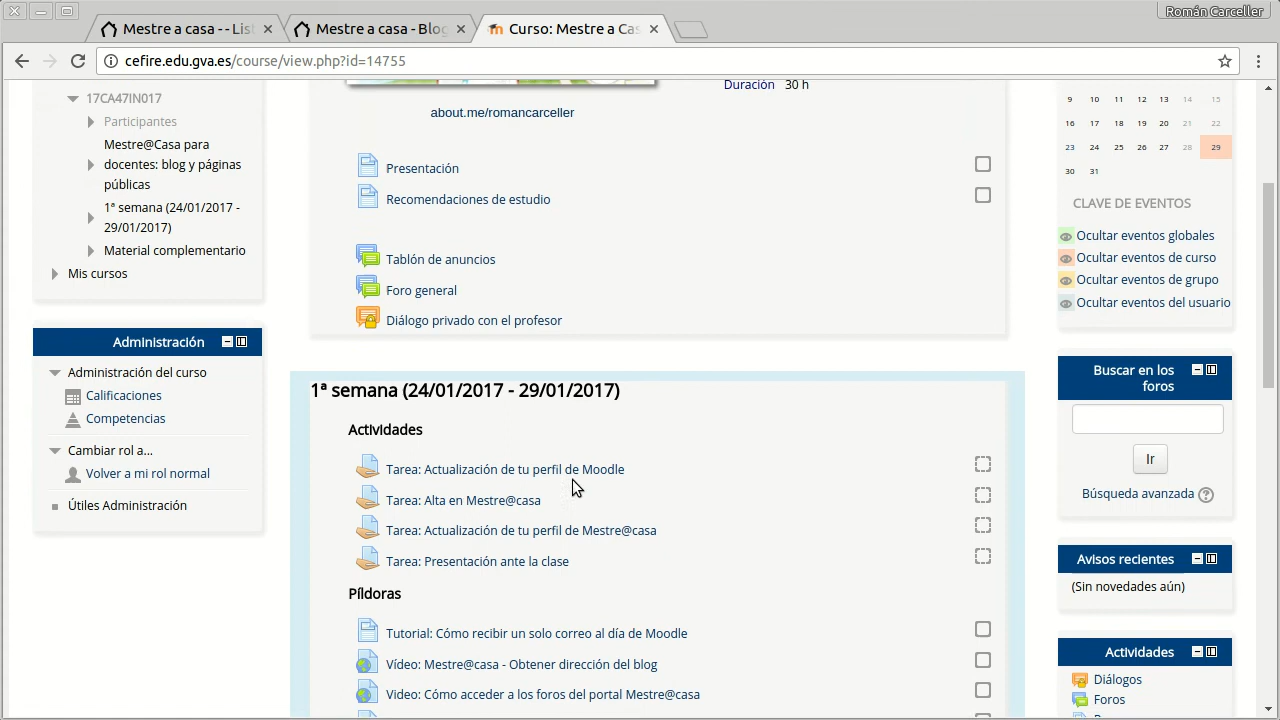 Román Carceller
Mestre a casa - - List
Mestre a casa - Blog
Curso: Mestre a Cas
cefire.edu.gva.es/course/view.php?id=14755
17CA47IN017
Participantes
Mestre@Casa para
docentes: blog y páginas
públicas
1ª semana (24/01/2017 -
29/01/2017)
Material complementario
Mis cursos
Administración
Administración del curso
Calificaciones
Competencias
Cambiar rol a...
Volver a mi rol normal
Útiles Administración
Duración 30 h
about.me/romancarceller
Presentación
Recomendaciones de estudio
Tablón de anuncios
Foro general
Diálogo privado con el profesor
1ª semana (24/01/2017 - 29/01/2017)
Actividades
Tarea: Actualización de tu perfil de Moodle
Tarea: Alta en Mestre@casa
Tarea: Actualización de tu perfil de Mestre@casa
Tarea: Presentación ante la clase
Píldoras
Tutorial: Cómo recibir un solo correo al día de Moodle
Vídeo: Mestre@casa - Obtener dirección del blog
Video: Cómo acceder a los foros del portal Mestre@casa
9 10 11 12 13 14 15
16 17 18 19 20 21 22
23 24 25 26 27 28 29
30 31
CLAVE DE EVENTOS
Ocultar eventos globales
Ocultar eventos de curso
Ocultar eventos de grupo
Ocultar eventos del usuario
Buscar en los
foros
Ir
Búsqueda avanzada
Avisos recientes
(Sin novedades aún)
Actividades
Diálogos
Foros